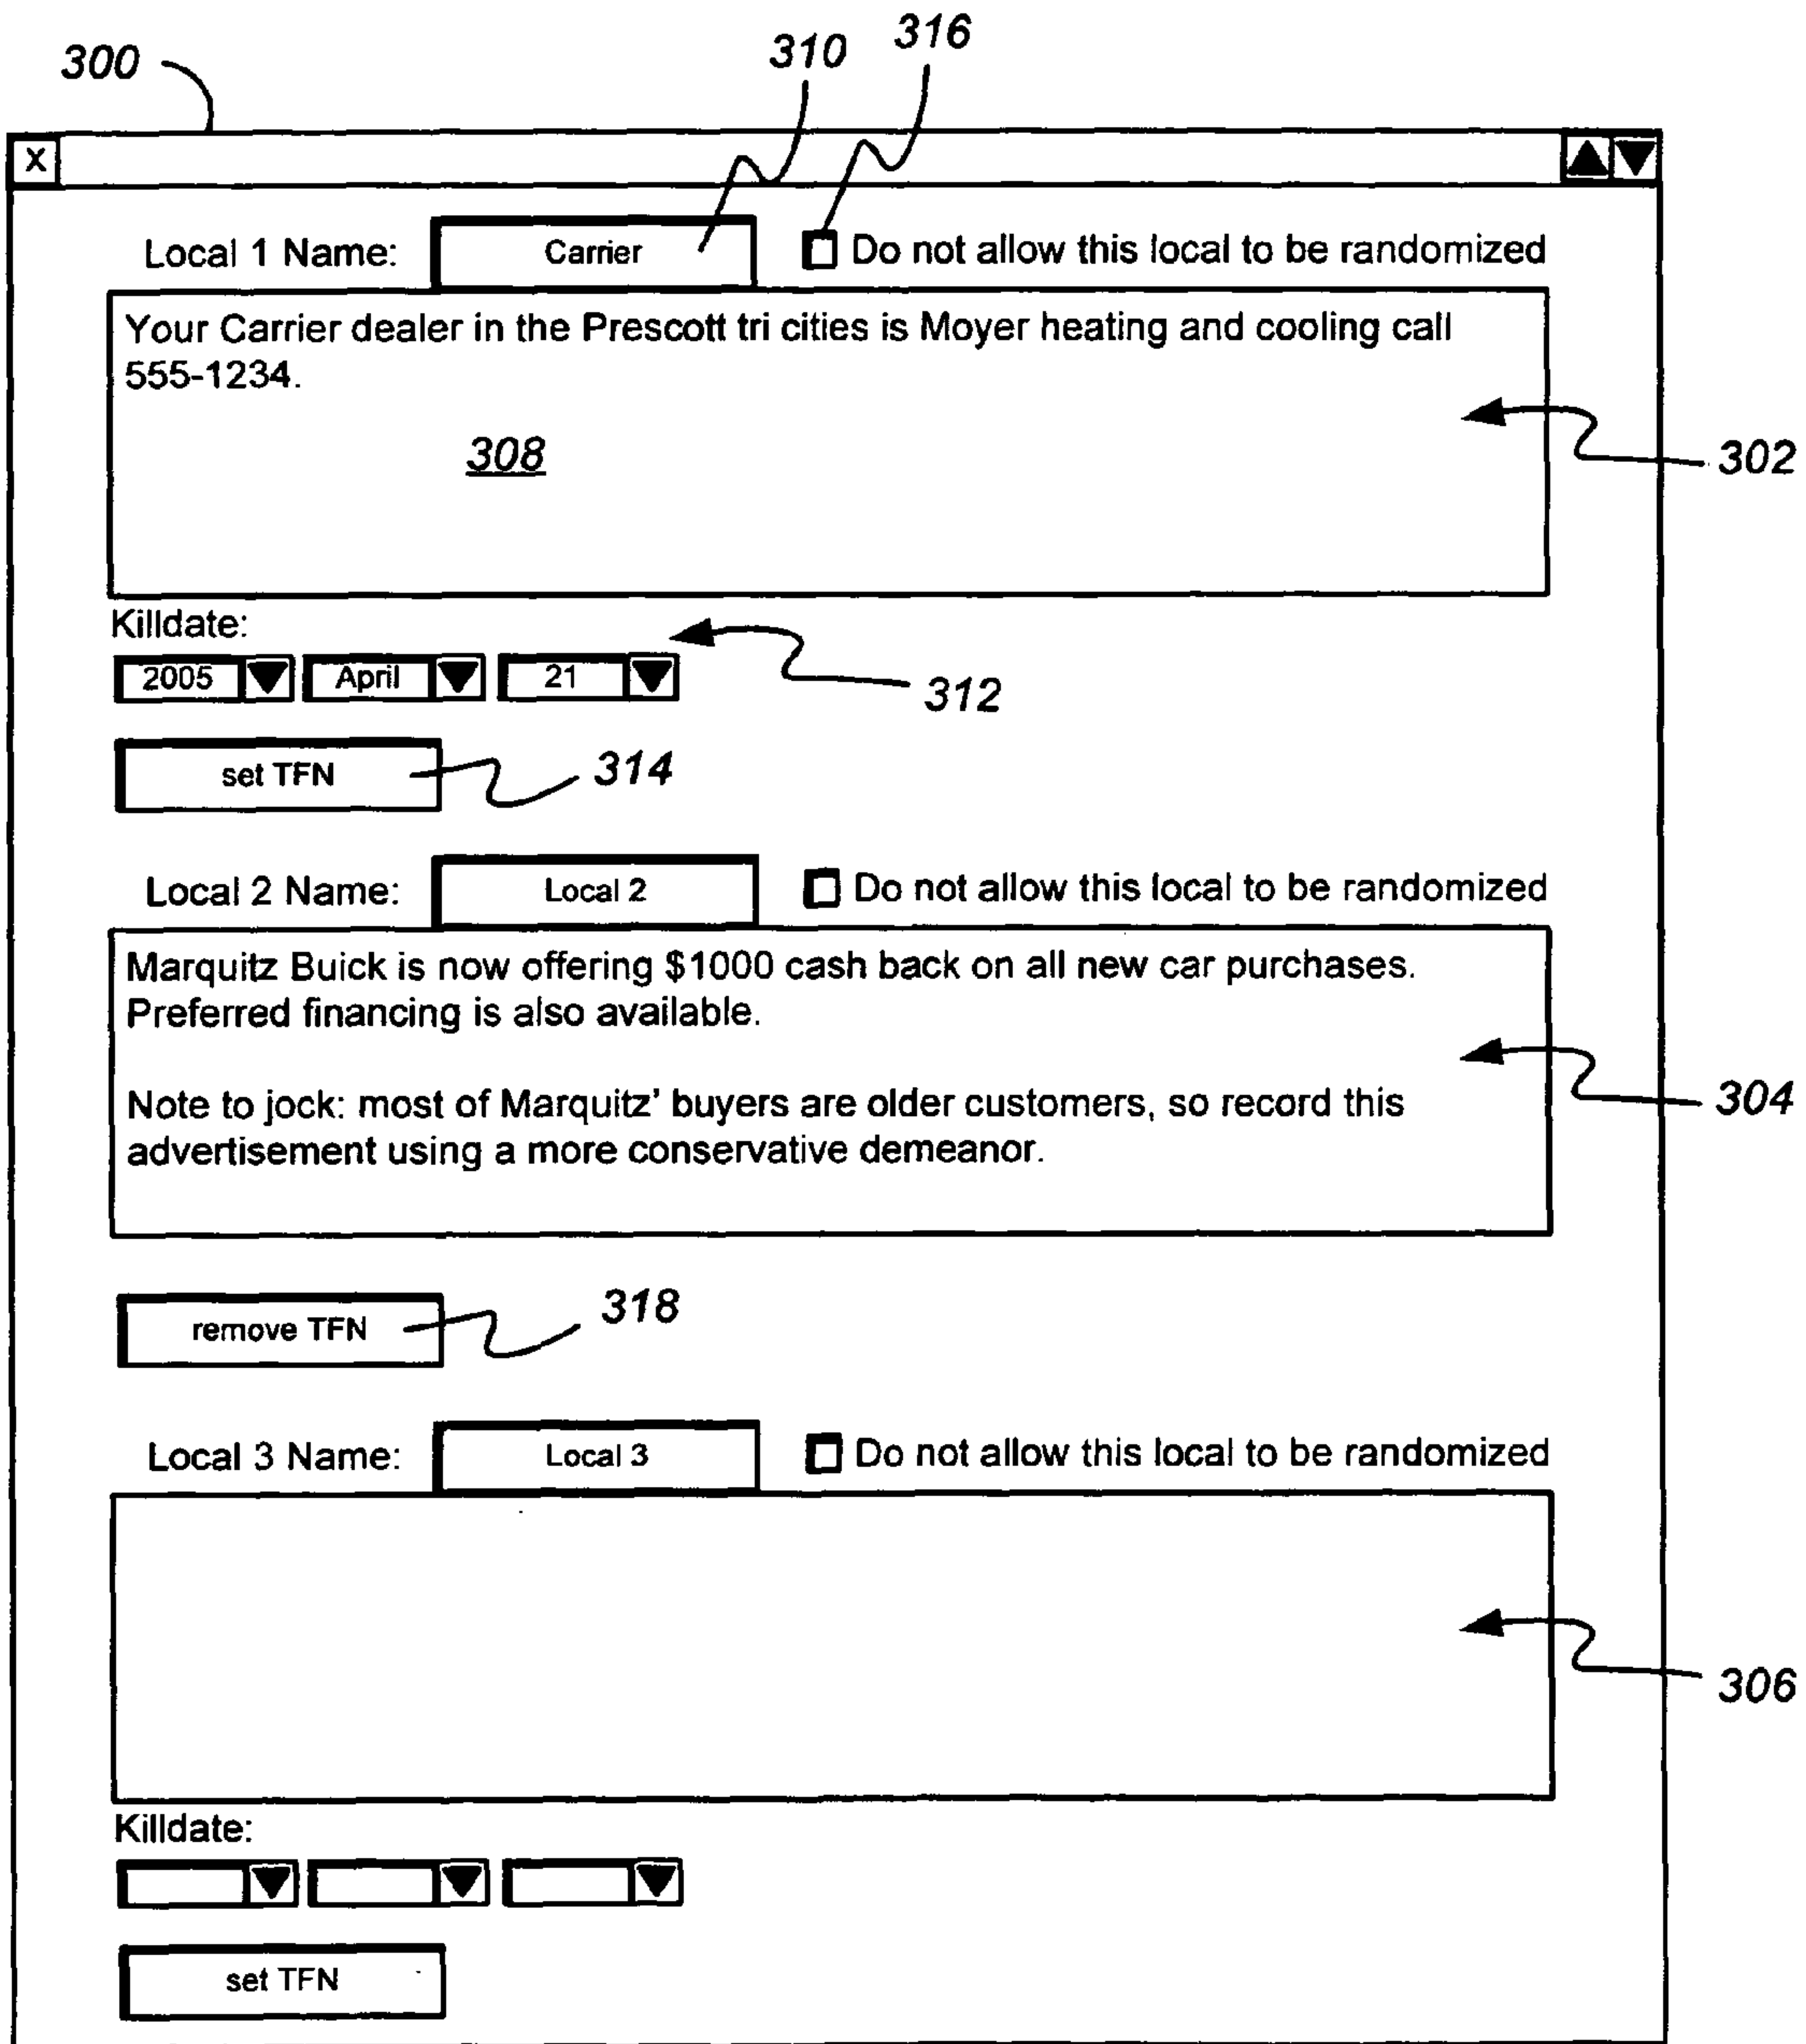 300
310
316
X
Local 1 Name:
Carrier
Do not allow this local to be randomized
Your Carrier dealer in the Prescott tri cities is Moyer heating and cooling call
555-1234.
302
308
Killdate:
2005 April 21
312
set TFN
314
Local 2 Name:
Local 2
Do not allow this local to be randomized
Marquitz Buick is now offering $1000 cash back on all new car purchases.
Preferred financing is also available.
304
Note to jock: most of Marquitz' buyers are older customers, so record this
advertisement using a more conservative demeanor.
remove TFN
318
Local 3 Name:
Local 3
Do not allow this local to be randomized
306
Killdate:
set TFN